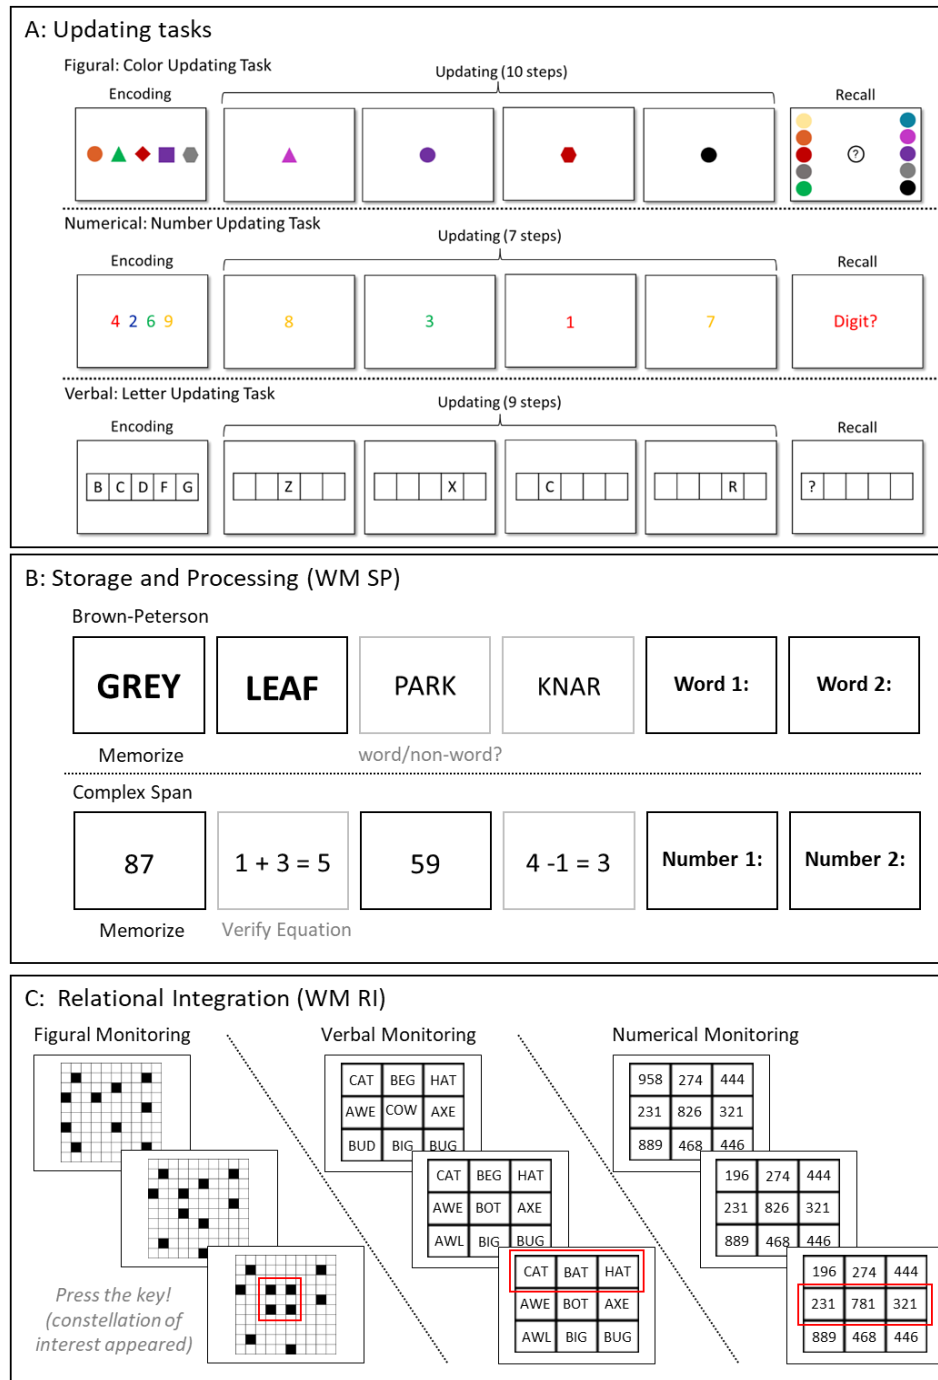 A: Updating tasks
Figural: Color Updating Task
Updating (10 steps)
Encoding
Recall
?
Numerical: Number Updating Task
Updating (7 steps)
Encoding
Recall
4 2 6 9
8
3
1
7
Digit?
Verbal: Letter Updating Task
Updating (9 steps)
Encoding
Recall
B C D F G
Z
X
C
R
?
B: Storage and Processing (WM SP)
Brown-Peterson
GREY
LEAF
PARK
KNAR
Word 1:
Word 2:
Memorize
word/non-word?
Complex Span
87
1 + 3 = 5
59
4 -1 = 3
Number 1:
Number 2:
Memorize
Verify Equation
C: Relational Integration (WM RI)
Figural Monitoring
Press the key!
(constellation of
interest appeared)
Verbal Monitoring
CAT BEG HAT
AWE COW AXE
BUD BIG BUG
CAT BEG HAT
AWE BOT AXE
AWL BIG BUG
CAT BAT HAT
AWE BOT AXE
AWL BIG BUG
Numerical Monitoring
958 274 444
231 826 321
889 468 446
196 274 444
231 826 321
889 468 446
196 274 444
231 781 321
889 468 446